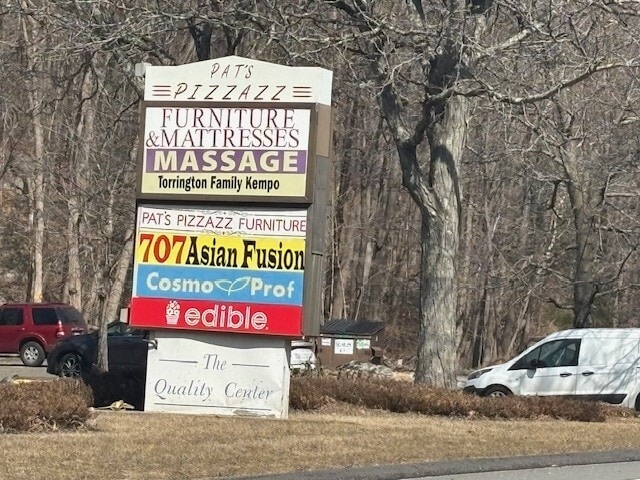 PAT'S
PIZZAZZ
FURNITURE
&MATTRESSES
MASSAGE
Torrington Family Kempo
PAT'S PIZZAZZ FURNITURE
707 Asian Fusion
Cosmo Prof
edible
The
Quality Center